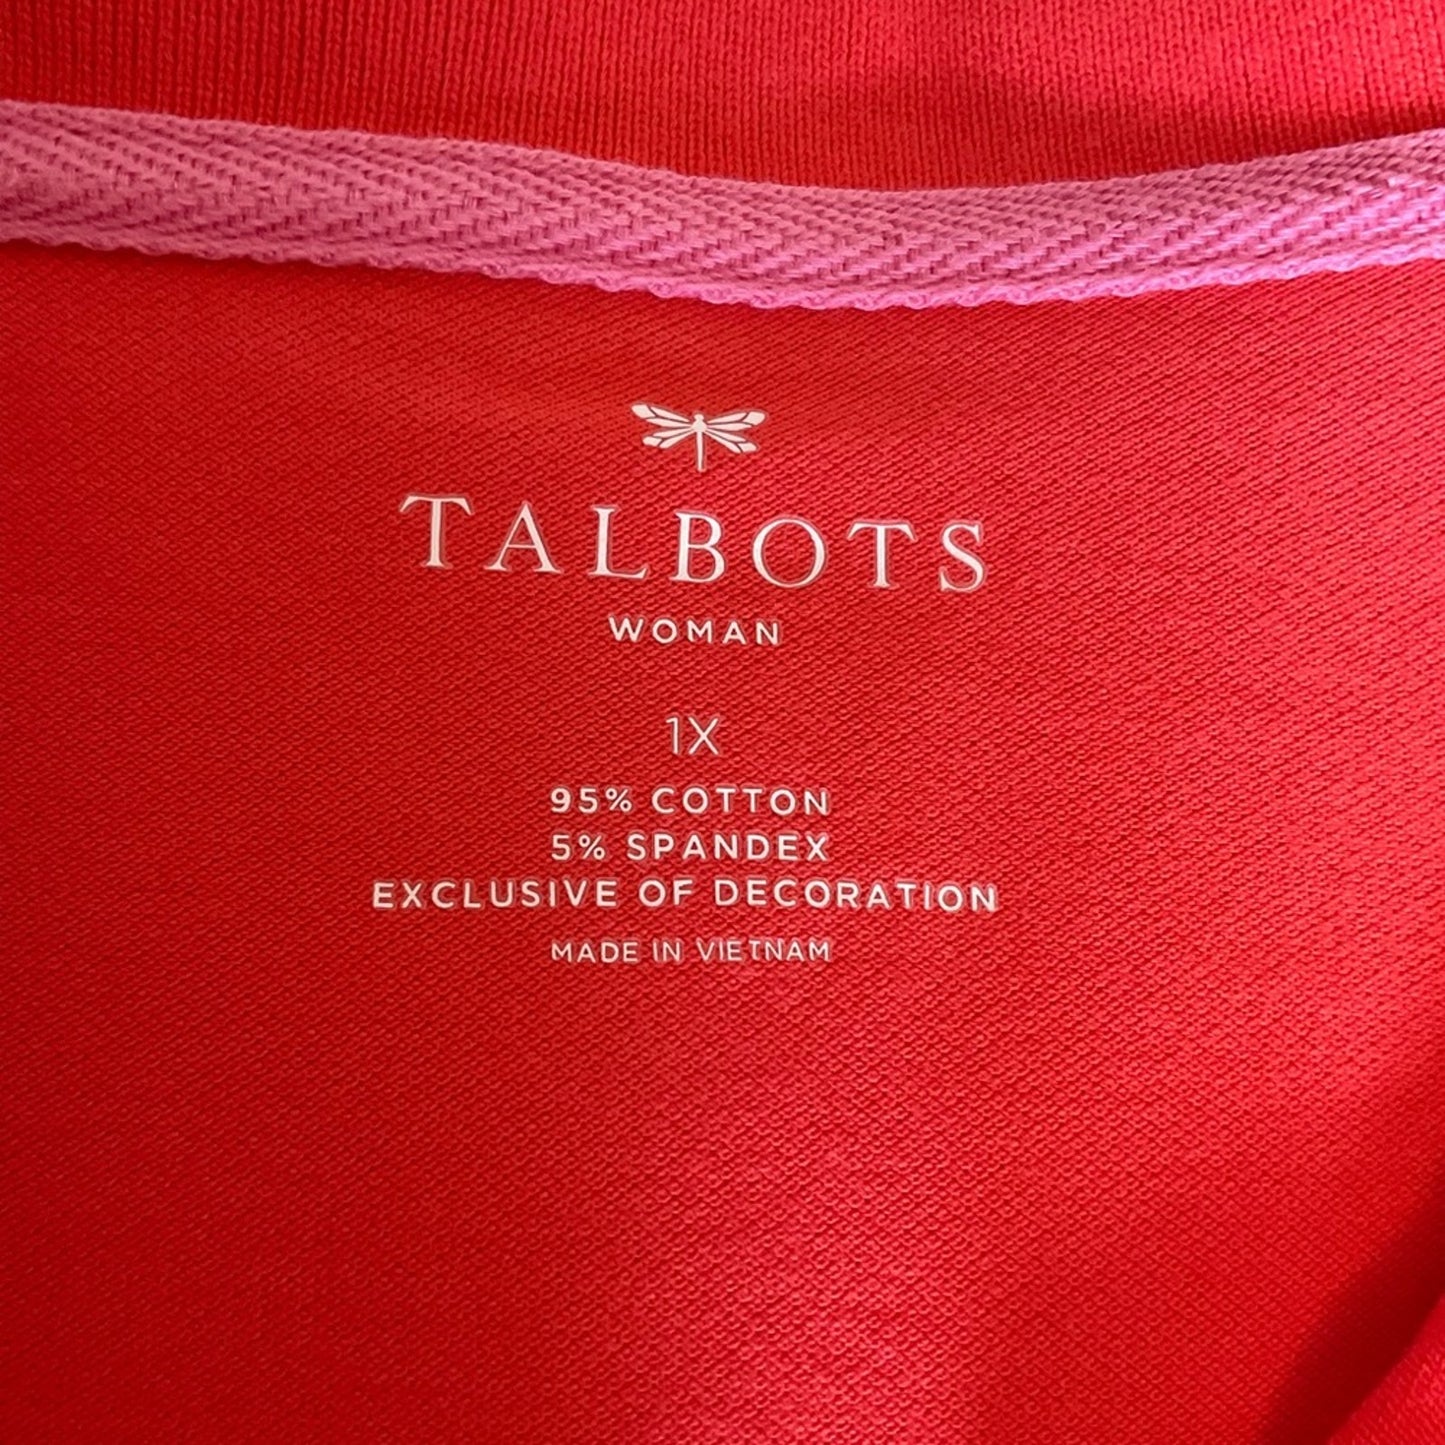 TALBOTS
WOMAN
1X
95% COTTON
5% SPANDEX
EXCLUSIVE OF DECORATION
MADE IN VIETNAM